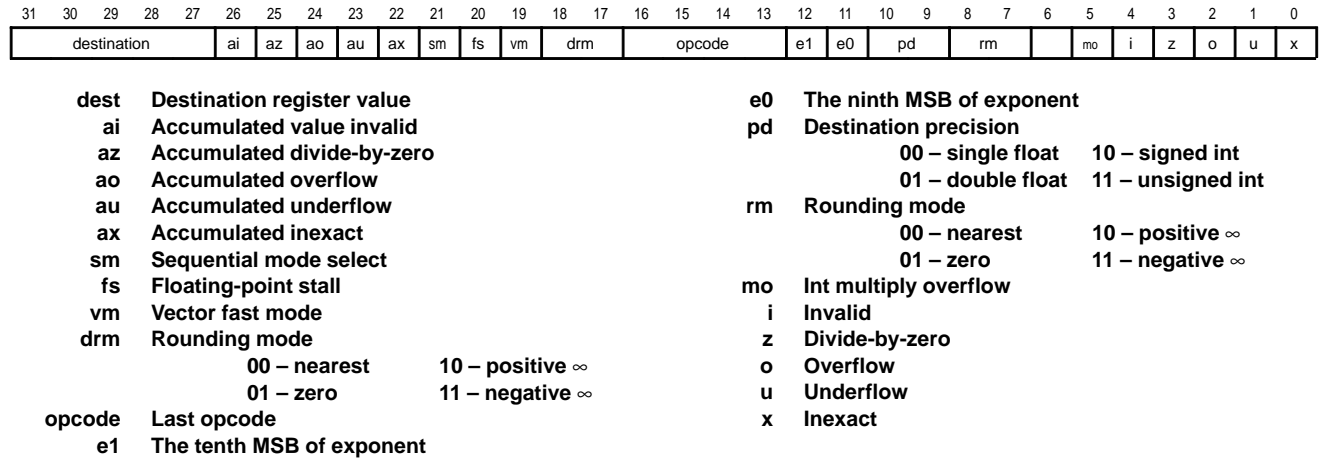 31 30 29 28 27 26 25 24 23 22 21 20 19 18 17 16 15 14 13 12 11 10 9 8 7 6 5 4 3 2 1 0
destination ai az ao au ax sm fs vm drm opcode e1 e0 pd rm mo i z o u x
dest Destination register value
ai Accumulated value invalid
az Accumulated divide-by-zero
ao Accumulated overflow
au Accumulated underflow
ax Accumulated inexact
sm Sequential mode select
fs Floating-point stall
vm Vector fast mode
drm Rounding mode
00 – nearest 10 – positive ∞
01 – zero 11 – negative ∞
opcode Last opcode
e1 The tenth MSB of exponent
e0 The ninth MSB of exponent
pd Destination precision
00 – single float 10 – signed int
01 – double float 11 – unsigned int
rm Rounding mode
00 – nearest 10 – positive ∞
01 – zero 11 – negative ∞
mo Int multiply overflow
i Invalid
z Divide-by-zero
o Overflow
u Underflow
x Inexact